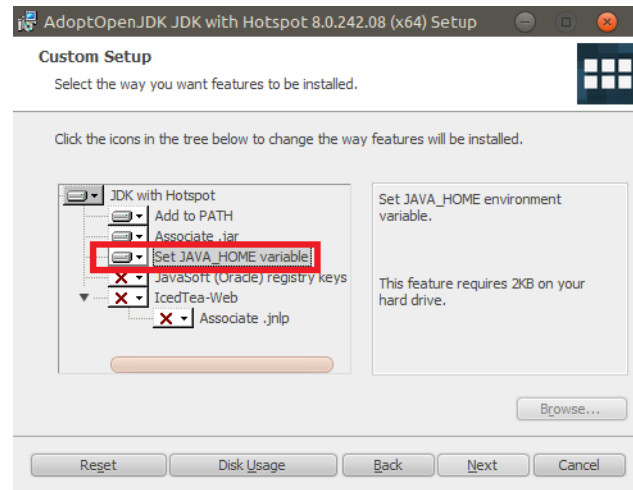 AdoptOpenJDK JDK with Hotspot 8.0.242.08 (x64) Setup
Custom Setup
Select the way you want features to be installed.
Click the icons in the tree below to change the way features will be installed.
JDK with Hotspot
Add to PATH
Associate .jar
Set JAVA_HOME variable
JavaSoft (Oracle) registry keys
IcedTea-Web
Associate .jnlp
Set JAVA_HOME environment
variable.
This feature requires 2KB on your
hard drive.
Browse...
Reset Disk Usage Back Next Cancel